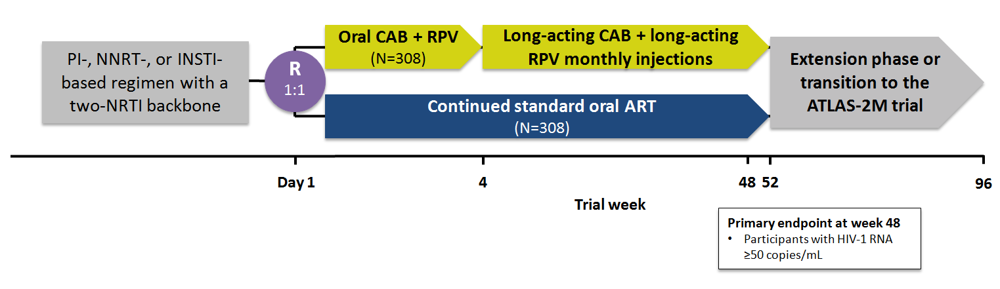 PI-, NNRT-, or INSTI-
based regimen with a
two-NRTI backbone
R
1:1
Oral CAB + RPV
(N=308)
Long-acting CAB + long-acting
RPV monthly injections
Continued standard oral ART
(N=308)
Extension phase or
transition to the
ATLAS-2M trial
Day 1
4
48
52
96
Trial week
Primary endpoint at week 48
• Participants with HIV-1 RNA
≥50 copies/mL